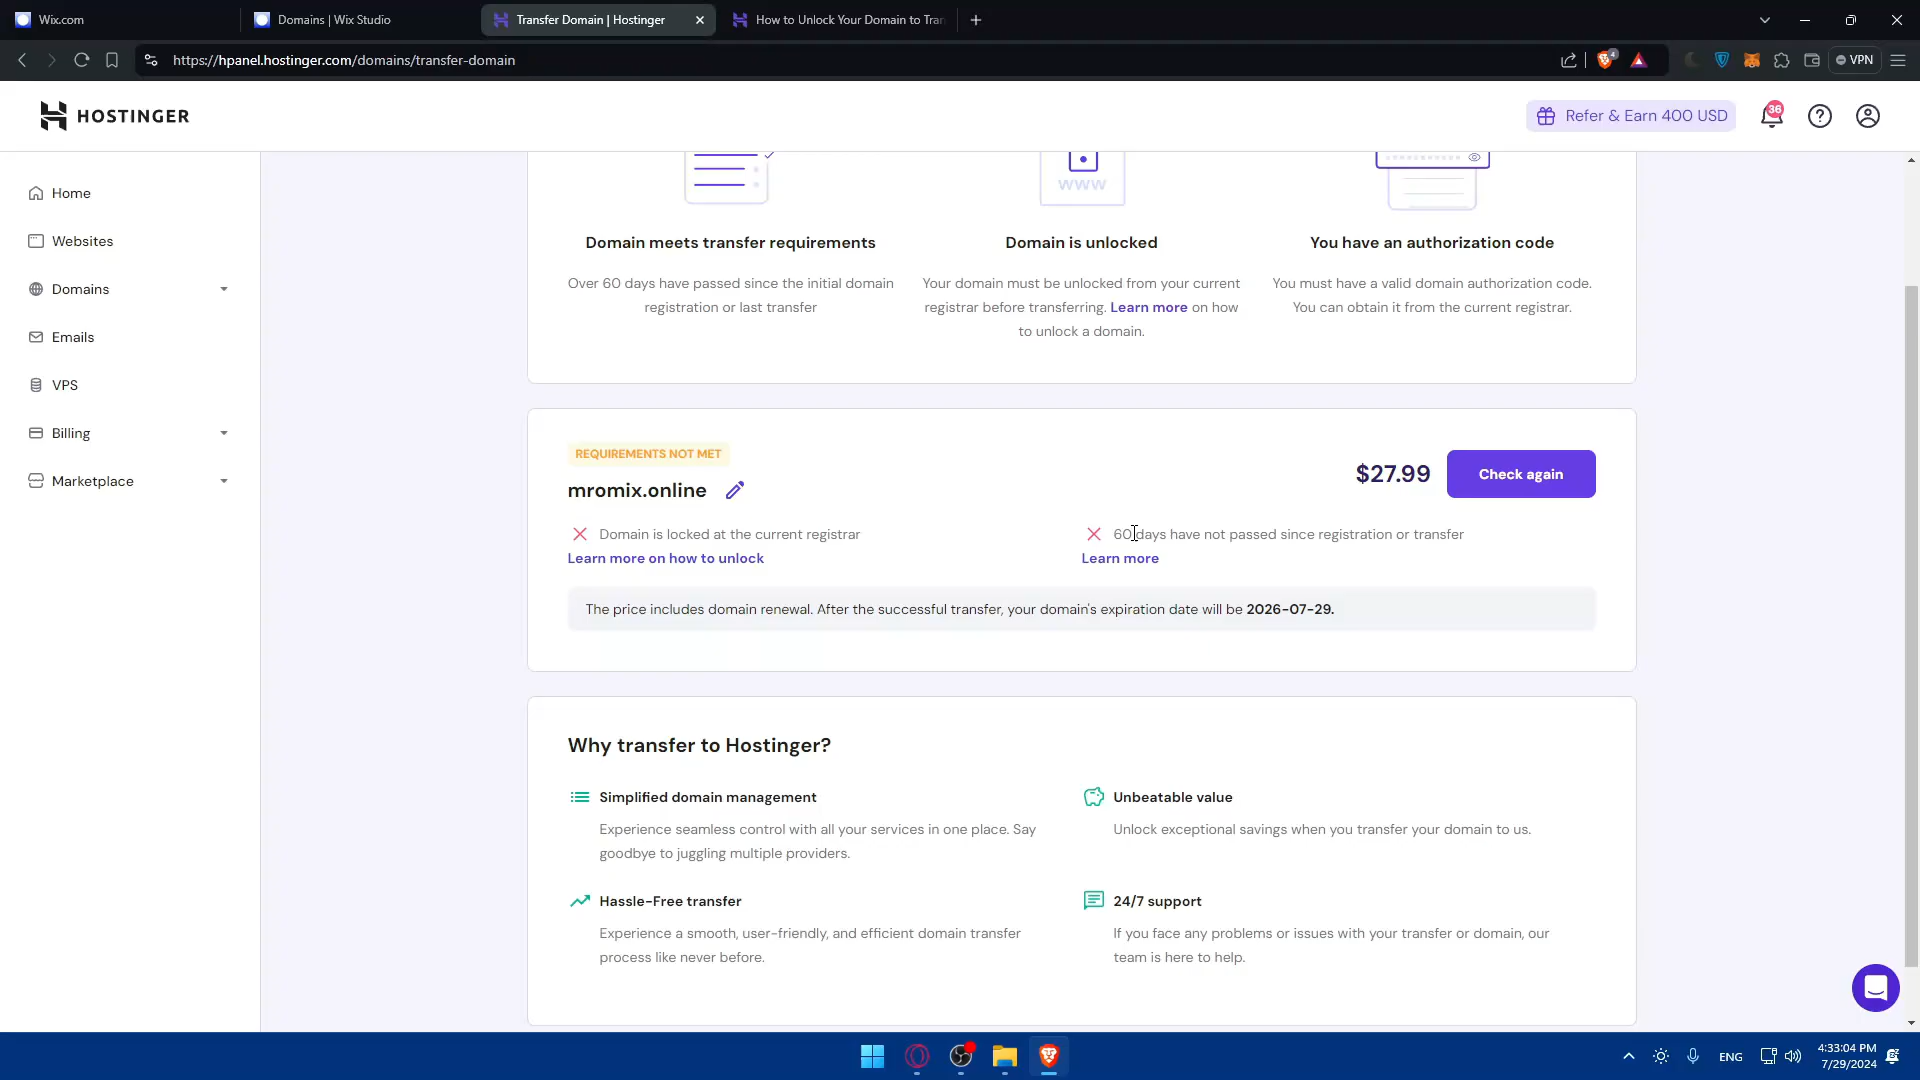 Wix.com
Domains | Wix Studio
Transfer Domain | Hostinger
How to Unlock Your Domain to Tran
https://hpanel.hostinger.com/domains/transfer-domain
4
VPN
HOSTINGER
Refer & Earn 400 USD
36
Home
Websites
Domains
Emails
VPS
Billing
Marketplace
WWW
Domain meets transfer requirements
Over 60 days have passed since the initial domain
registration or last transfer
Domain is unlocked
Your domain must be unlocked from your current
registrar before transferring. Learn more on how
to unlock a domain.
You have an authorization code
You must have a valid domain authorization code.
You can obtain it from the current registrar.
REQUIREMENTS NOT MET
mromix.online
$27.99
Check again
Domain is locked at the current registrar
Learn more on how to unlock
60 days have not passed since registration or transfer
Learn more
The price includes domain renewal. After the successful transfer, your domain's expiration date will be 2026-07-29.
Why transfer to Hostinger?
Simplified domain management
Experience seamless control with all your services in one place. Say
goodbye to juggling multiple providers.
Unbeatable value
Unlock exceptional savings when you transfer your domain to us.
Hassle-Free transfer
Experience a smooth, user-friendly, and efficient domain transfer
process like never before.
24/7 support
If you face any problems or issues with your transfer or domain, our
team is here to help.
ENG
4:33:04 PM
7/29/2024